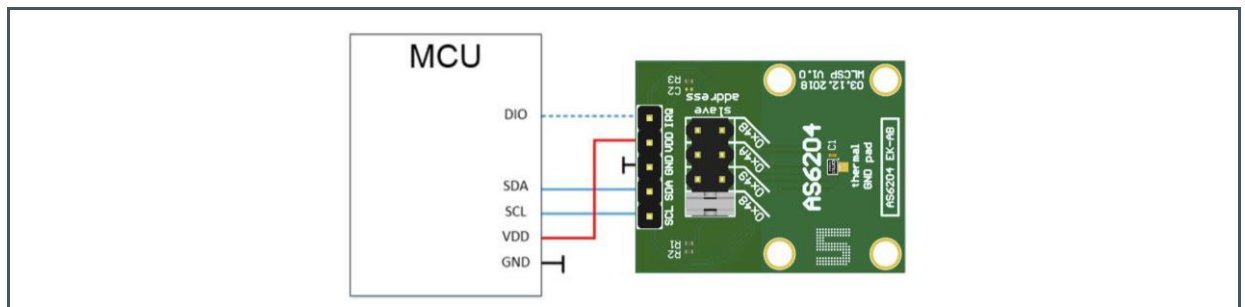 MCU
DIO
SDA
SCL
VDD
GND
IRQ
VDD
GND
SDA
SCL
R3
C2
slave
address
0x4B
0x4A
0x49
0x48
R1
R2
AS6204
C1
thermal
GND pad
AS6204 EK-AB
03.12.2018
WLCSP V1.0